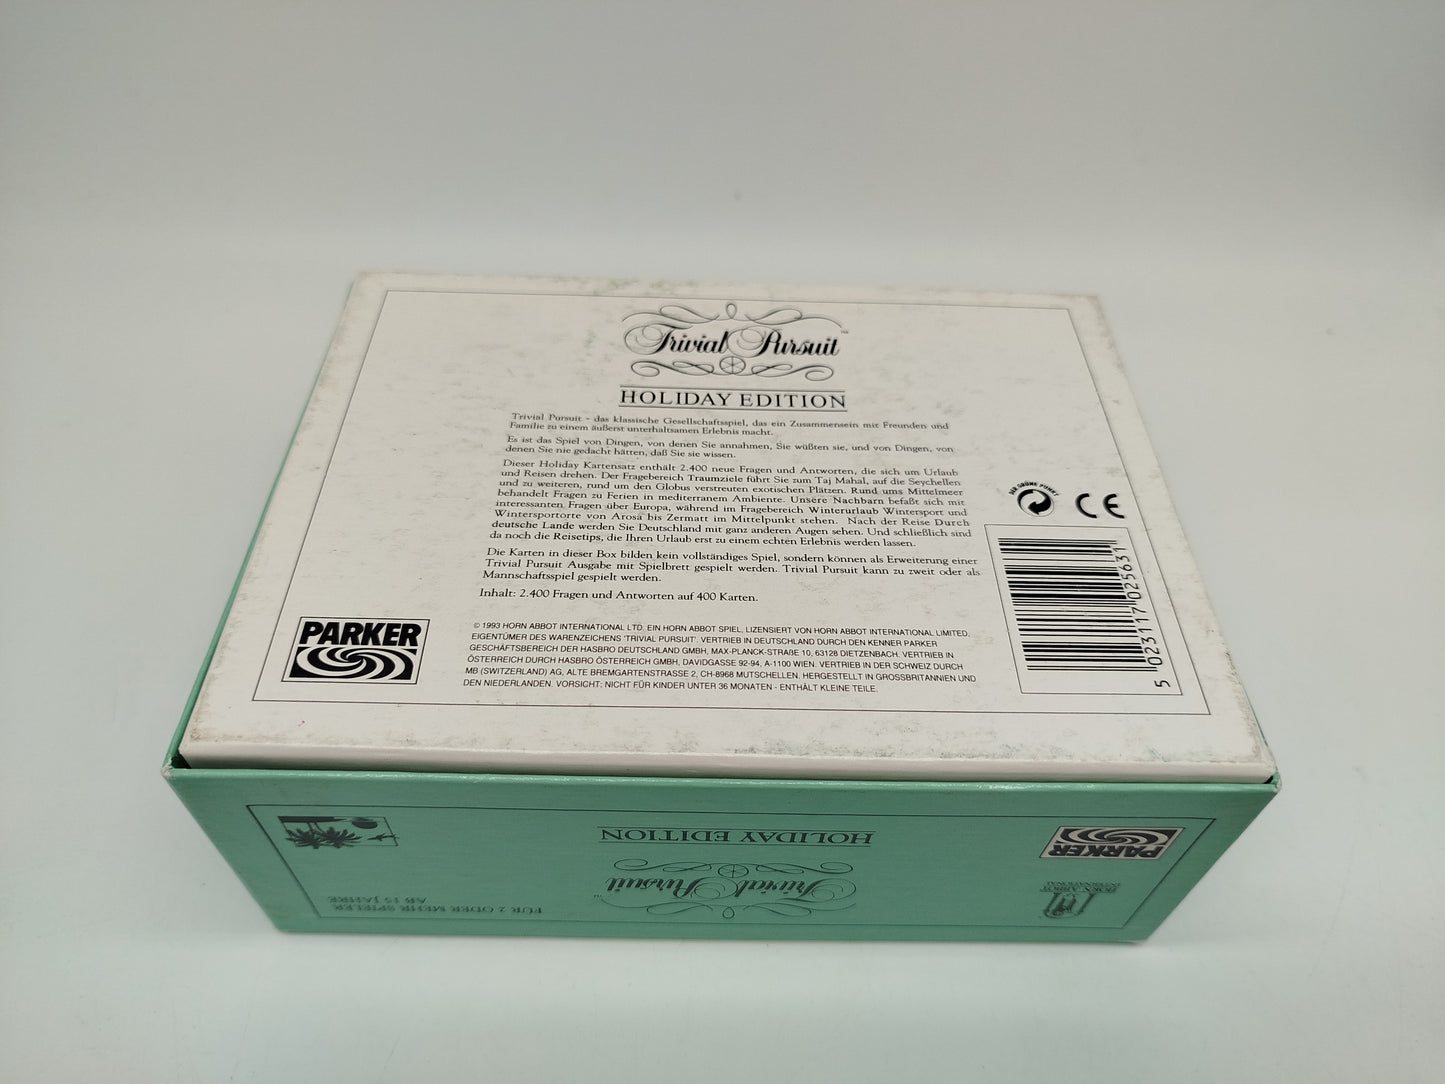 Trivial Pursuit™
HOLIDAY EDITION
Trivial Pursuit - das klassische Gesellschaftsspiel, das ein Zusammensein mit Freunden und
Familie zu einem äußerst unterhaltsamen Erlebnis macht.
Es ist das Spiel von Dingen, von denen Sie annahmen, Sie wüßten sie, und von Dingen, von
denen Sie nie gedacht hätten, daß Sie sie wissen.
Dieser Holiday Kartensatz enthält 2.400 neue Fragen und Antworten, die sich um Urlaub
und Reisen drehen. Der Fragebereich Traumziele führt Sie zum Taj Mahal, auf die Seychellen
und zu weiteren, rund um den Globus verstreuten exotischen Plätzen. Rund ums Mittelmeer
behandelt Fragen zu Ferien in mediterranem Ambiente. Unsere Nachbarn befaßt sich mit
interessanten Fragen über Europa, während im Fragebereich Winterurlaub Wintersport und
Wintersportorte von Arosa bis Zermatt im Mittelpunkt stehen. Nach der Reise Durch
deutsche Lande werden Sie Deutschland mit ganz anderen Augen sehen. Und schließlich sind
da noch die Reisetips, die Ihren Urlaub erst zu einem echten Erlebnis werden lassen.
Die Karten in dieser Box bilden kein vollständiges Spiel, sondern können als Erweiterung einer
Trivial Pursuit Ausgabe mit Spielbrett gespielt werden. Trivial Pursuit kann zu zweit oder als
Mannschaftsspiel gespielt werden.
Inhalt: 2.400 Fragen und Antworten auf 400 Karten.
DER GRÜNE PUNKT
CE
5 023117 025631
PARKER
© 1993 HORN ABBOT INTERNATIONAL LTD. EIN HORN ABBOT SPIEL, LIZENSIERT VON HORN ABBOT INTERNATIONAL LIMITED,
EIGENTÜMER DES WARENZEICHENS 'TRIVIAL PURSUIT'. VERTRIEB IN DEUTSCHLAND DURCH DEN KENNER PARKER
GESCHÄFTSBEREICH DER HASBRO DEUTSCHLAND GMBH, MAX-PLANCK-STRAßE 10, 63128 DIETZENBACH. VERTRIEB IN
ÖSTERREICH DURCH HASBRO ÖSTERREICH GMBH, DAVIDGASSE 92-94, A-1100 WIEN. VERTRIEB IN DER SCHWEIZ DURCH
MB (SWITZERLAND) AG, ALTE BREMGARTENSTRASSE 2, CH-8968 MUTSCHELLEN. HERGESTELLT IN GROSSBRITANNIEN UND
DEN NIEDERLANDEN. VORSICHT: NICHT FÜR KINDER UNTER 36 MONATEN - ENTHÄLT KLEINE TEILE.
HORN ABBOT
INTERNATIONAL
Trivial Pursuit™
FÜR 2 ODER MEHR SPIELER
AB 15 JAHRE
PARKER
HOLIDAY EDITION